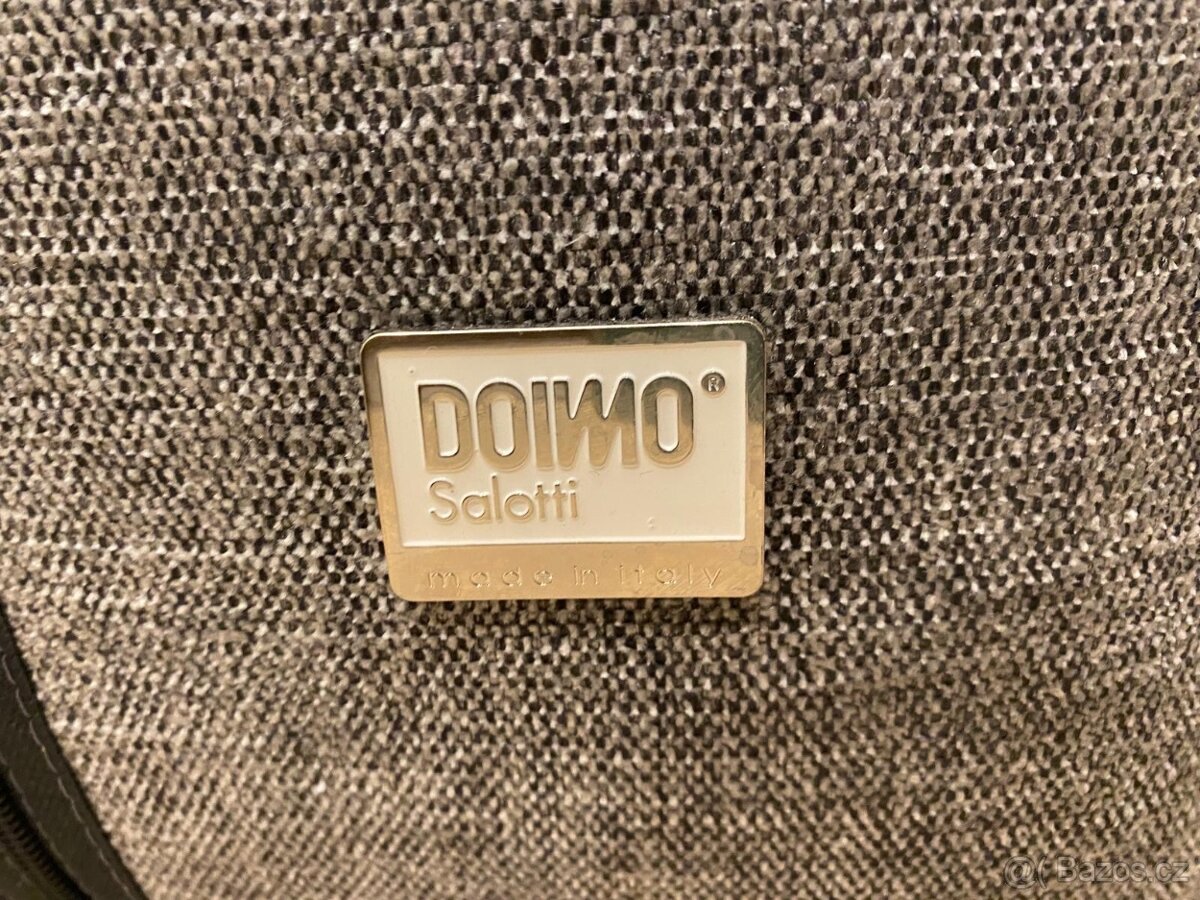 DOIMO®
Salotti
made in italy
@( Bazos.cz